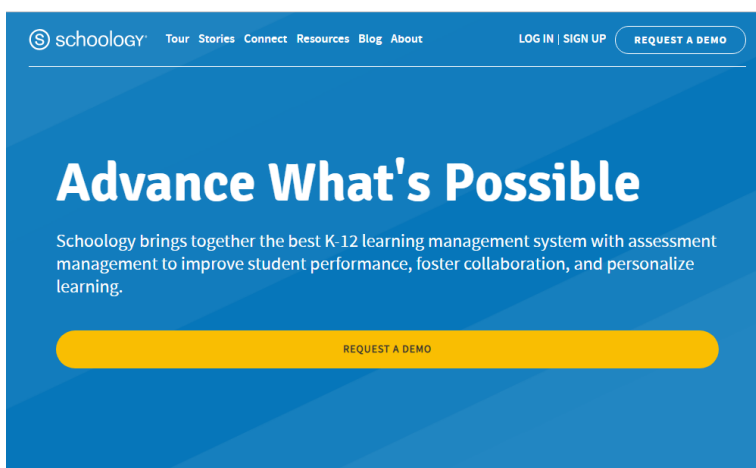 S schoology
Tour Stories Connect Resources Blog About
LOG IN | SIGN UP
REQUEST A DEMO
Advance What's Possible
Schoology brings together the best K-12 learning management system with assessment
management to improve student performance, foster collaboration, and personalize
learning.
REQUEST A DEMO